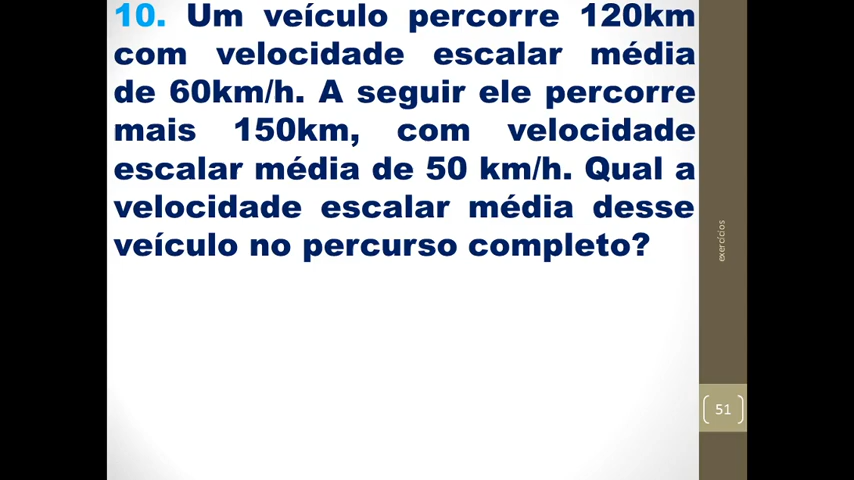 10. Um veículo percorre 120km
com velocidade escalar média
de 60km/h. A seguir ele percorre
mais 150km, com velocidade
escalar média de 50 km/h. Qual a
velocidade escalar média desse
veículo no percurso completo?
exercícios
51